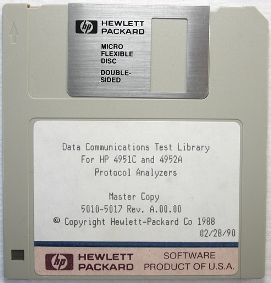 hp HEWLETT
PACKARD
MICRO
FLEXIBLE
DISC
DOUBLE-
SIDED
Data Communications Test Library
For HP 4951C and 4952A
Protocol Analyzers
Master Copy
5010-5017 Rev. A.00.00
© Copyright Hewlett-Packard Co 1988
02/28/90
hp HEWLETT
PACKARD
SOFTWARE
PRODUCT OF U.S.A.